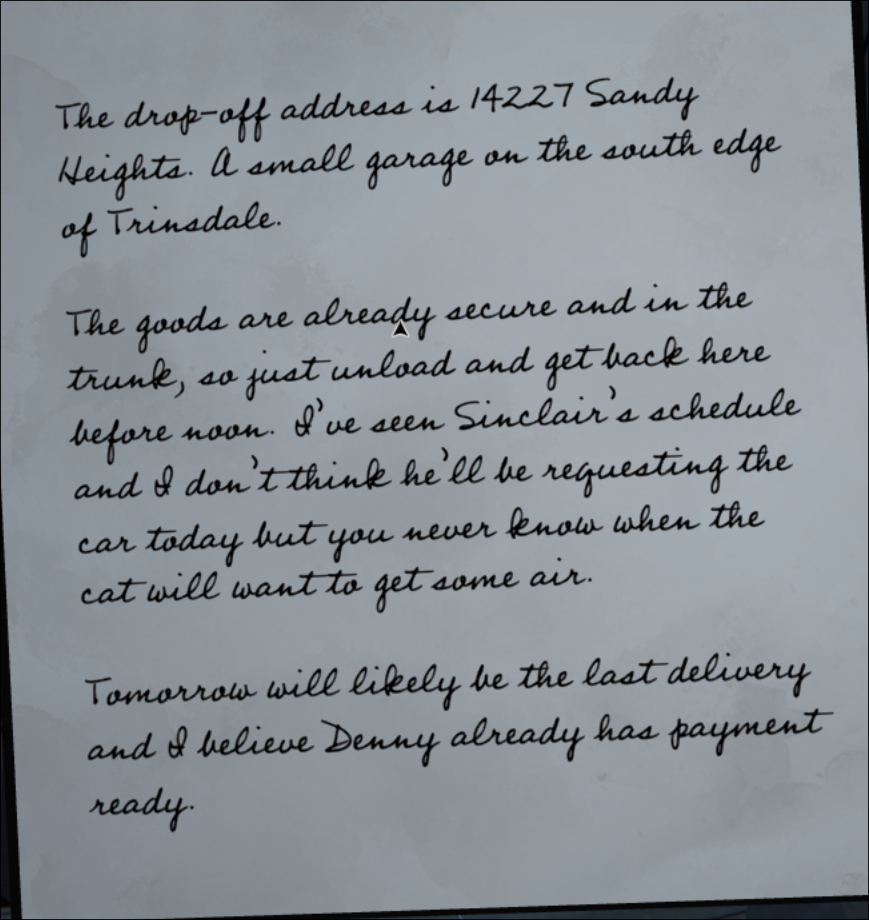 The drop-off address is 14227 Sandy
Heights. A small garage on the south edge
of Trinsdale.
The goods are already secure and in the
trunk, so just unload and get back here
before noon. I've seen Sinclair's schedule
and I don't think he'll be requesting the
car today but you never know when the
cat will want to get some air.
Tomorrow will likely be the last delivery
and I believe Denny already has payment
ready.